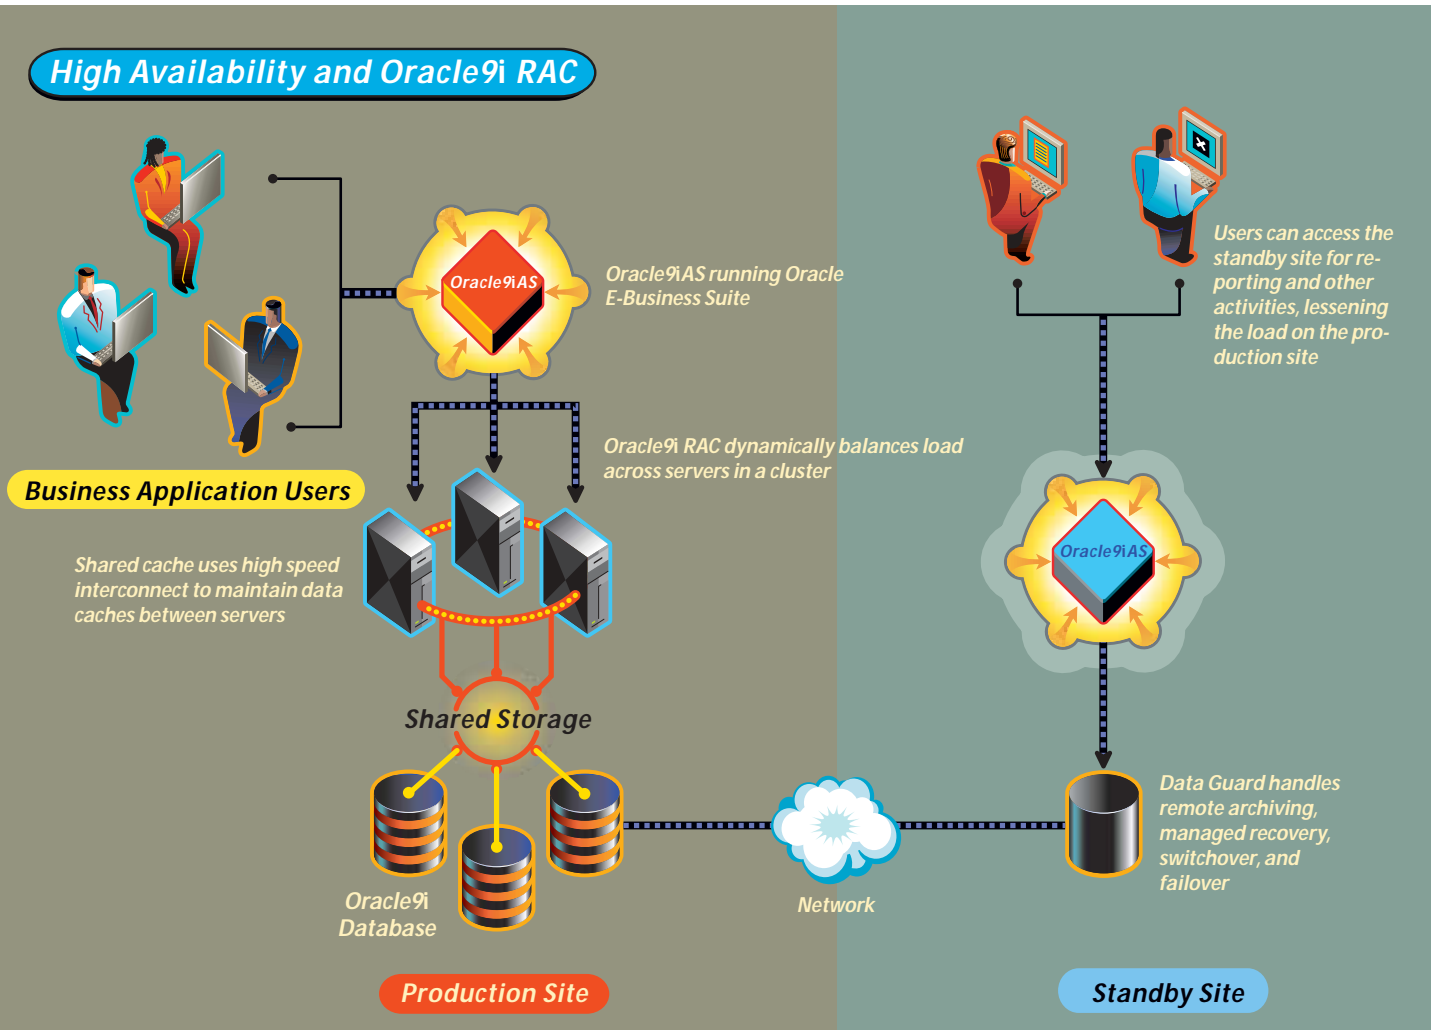 High Availability and Oracle9i RAC
Oracle9iAS
Oracle9iAS running Oracle
E-Business Suite
Users can access the
standby site for re-
porting and other
activities, lessening
the load on the pro-
duction site
Oracle9i RAC dynamically balances load
across servers in a cluster
Business Application Users
Shared cache uses high speed
interconnect to maintain data
caches between servers
Oracle9iAS
Shared Storage
Data Guard handles
remote archiving,
managed recovery,
switchover, and
failover
Oracle9i
Database
Network
Production Site
Standby Site